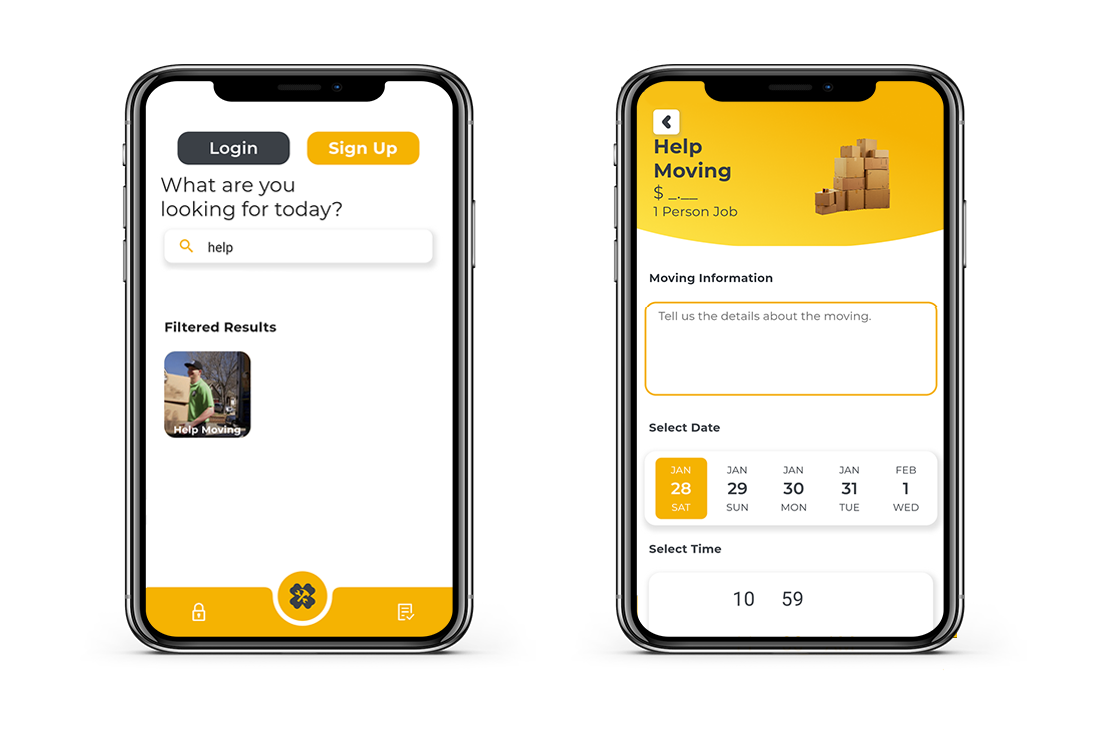 Login
Sign Up
What are you
looking for today?
help
Filtered Results
Help Moving
Help
Moving
$ _.__
1 Person Job
Moving Information
Tell us the details about the moving.
Select Date
JAN JAN JAN JAN FEB
28 29 30 31 1
SAT SUN MON TUE WED
Select Time
10 59